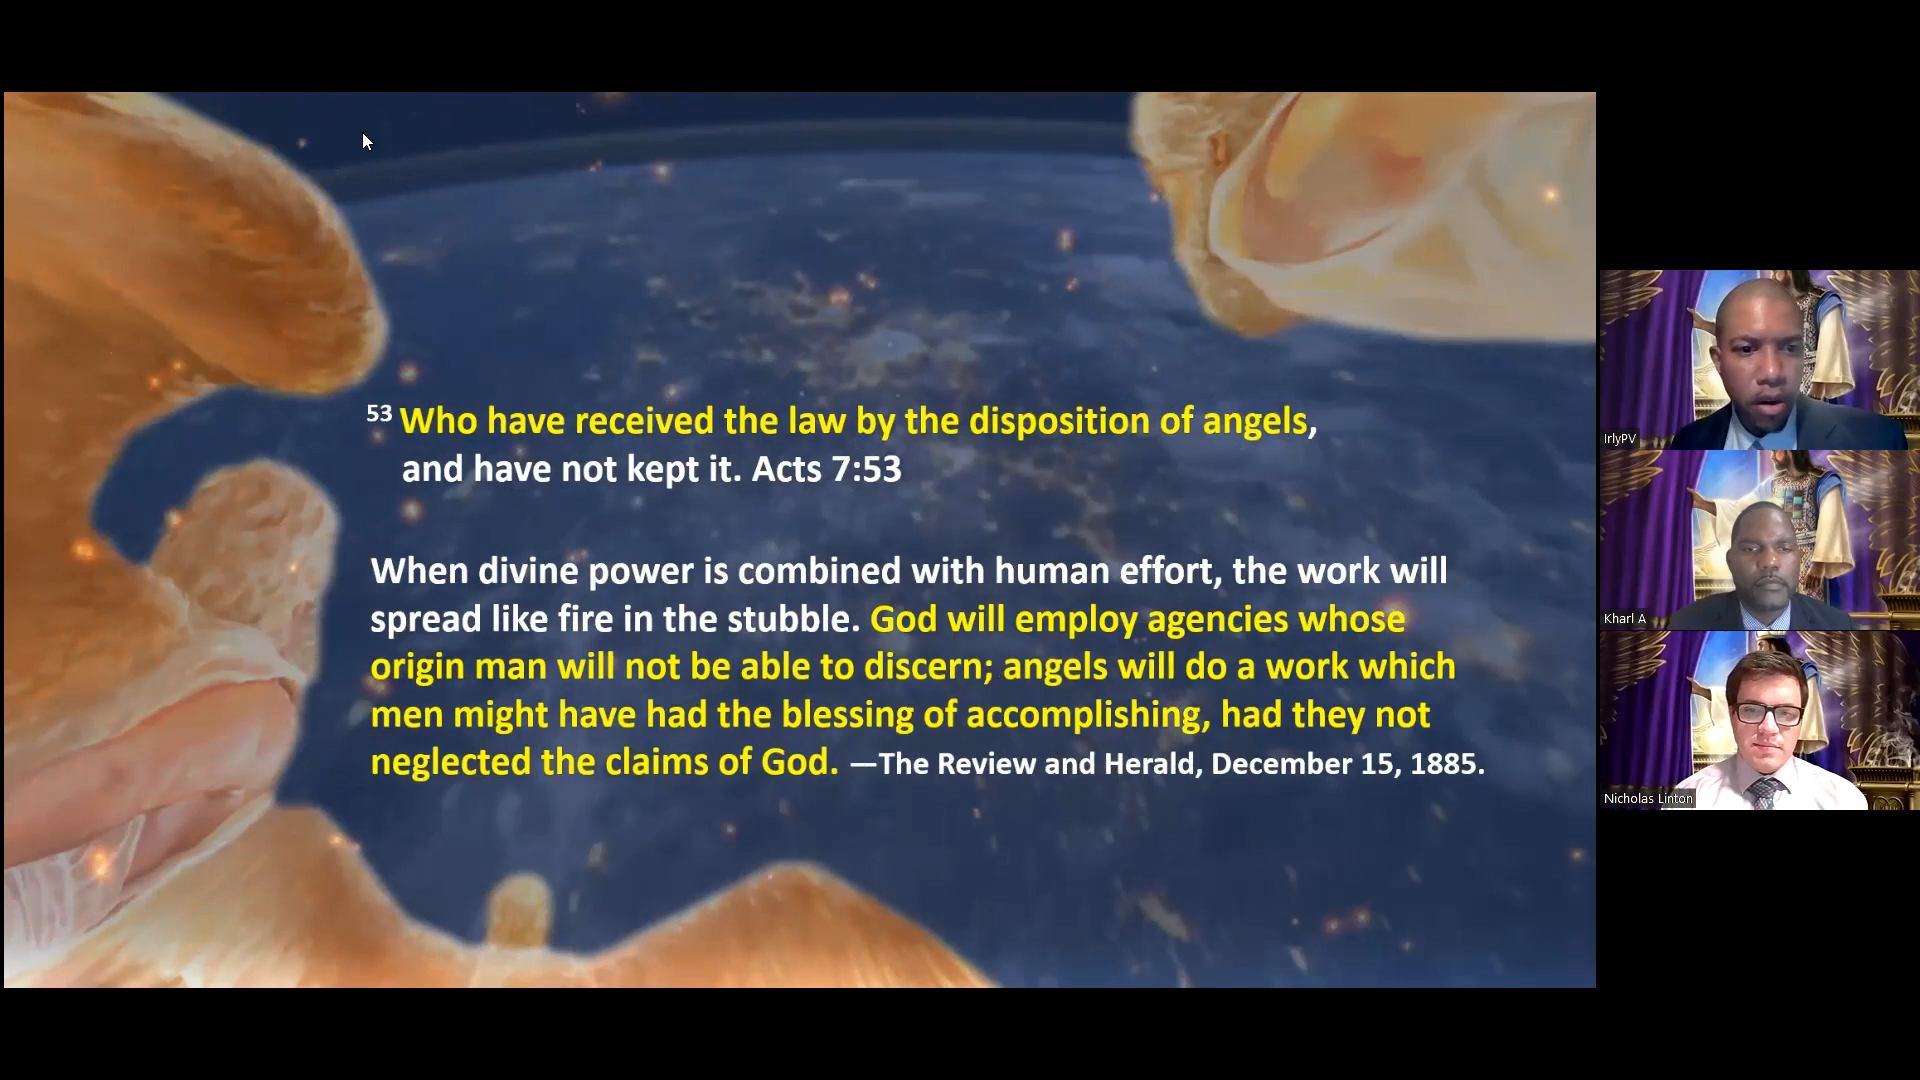 53 Who have received the law by the disposition of angels,
and have not kept it. Acts 7:53
When divine power is combined with human effort, the work will
spread like fire in the stubble. God will employ agencies whose
origin man will not be able to discern; angels will do a work which
men might have had the blessing of accomplishing, had they not
neglected the claims of God. —The Review and Herald, December 15, 1885.
IrlyPV
Kharl A
Nicholas Linton